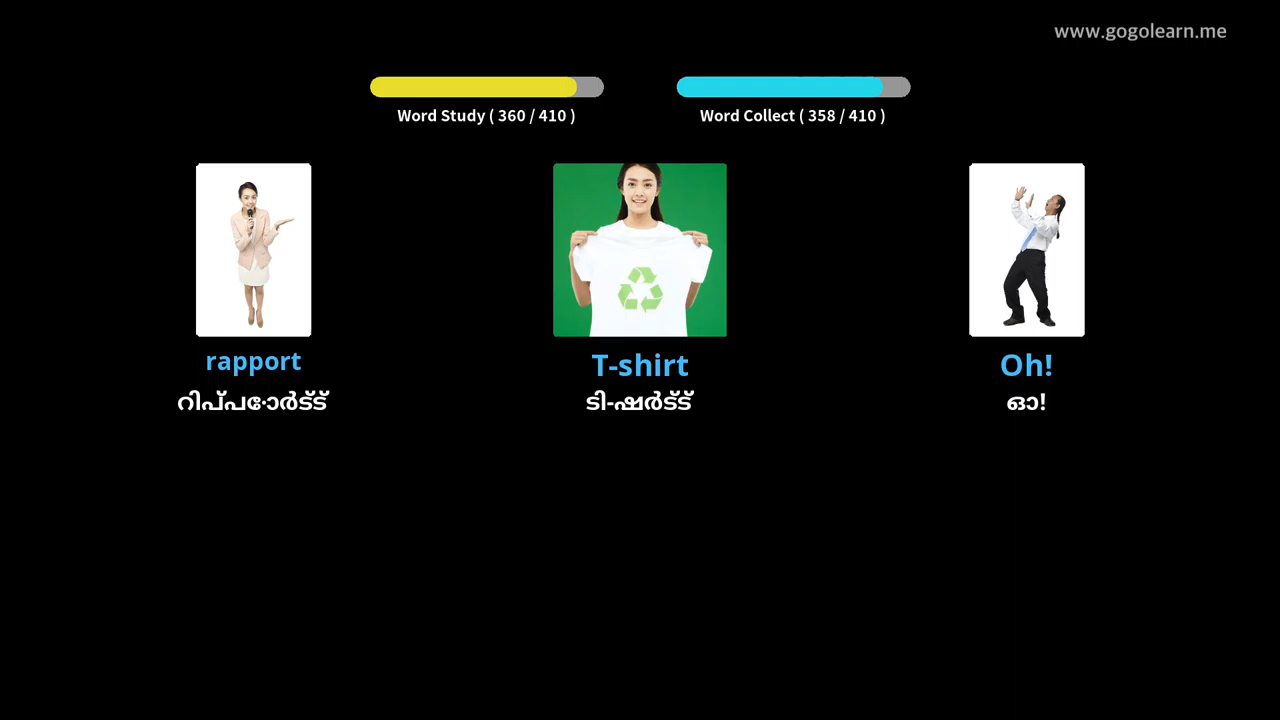 www.gogolearn.me
Word Study ( 360 / 410 )
Word Collect ( 358 / 410 )
rapport
T-shirt
Oh!
റിപ്പോർട്ട്
ടി-ഷർട്ട്
ഓ!